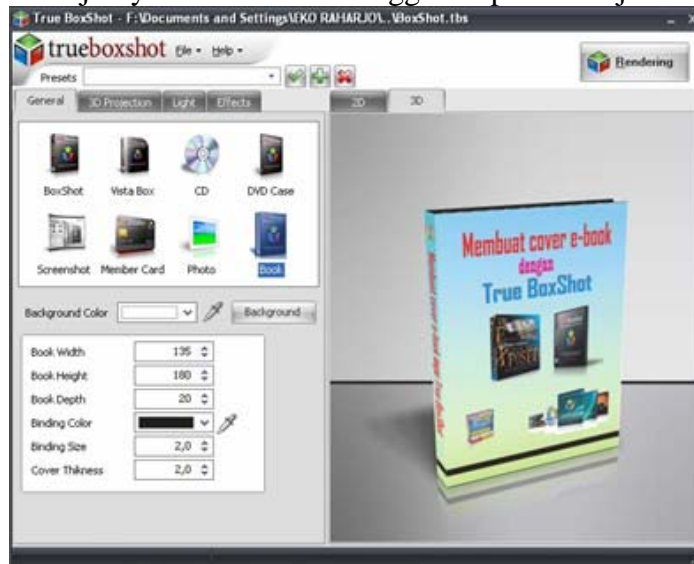 True BoxShot - F:\Documents and Settings\EKO RAHARJO\..\BoxShot.tbs
trueboxshot File Help
Presets
Rendering
General 3D Projection Light Effects
2D 3D
BoxShot Vista Box CD DVD Case
Screenshot Member Card Photo Book
Background Color Background
Book Width 135
Book Height 180
Book Depth 20
Binding Color
Binding Size 2,0
Cover Thikness 2,0
Membuat cover e-book
dengan
True BoxShot